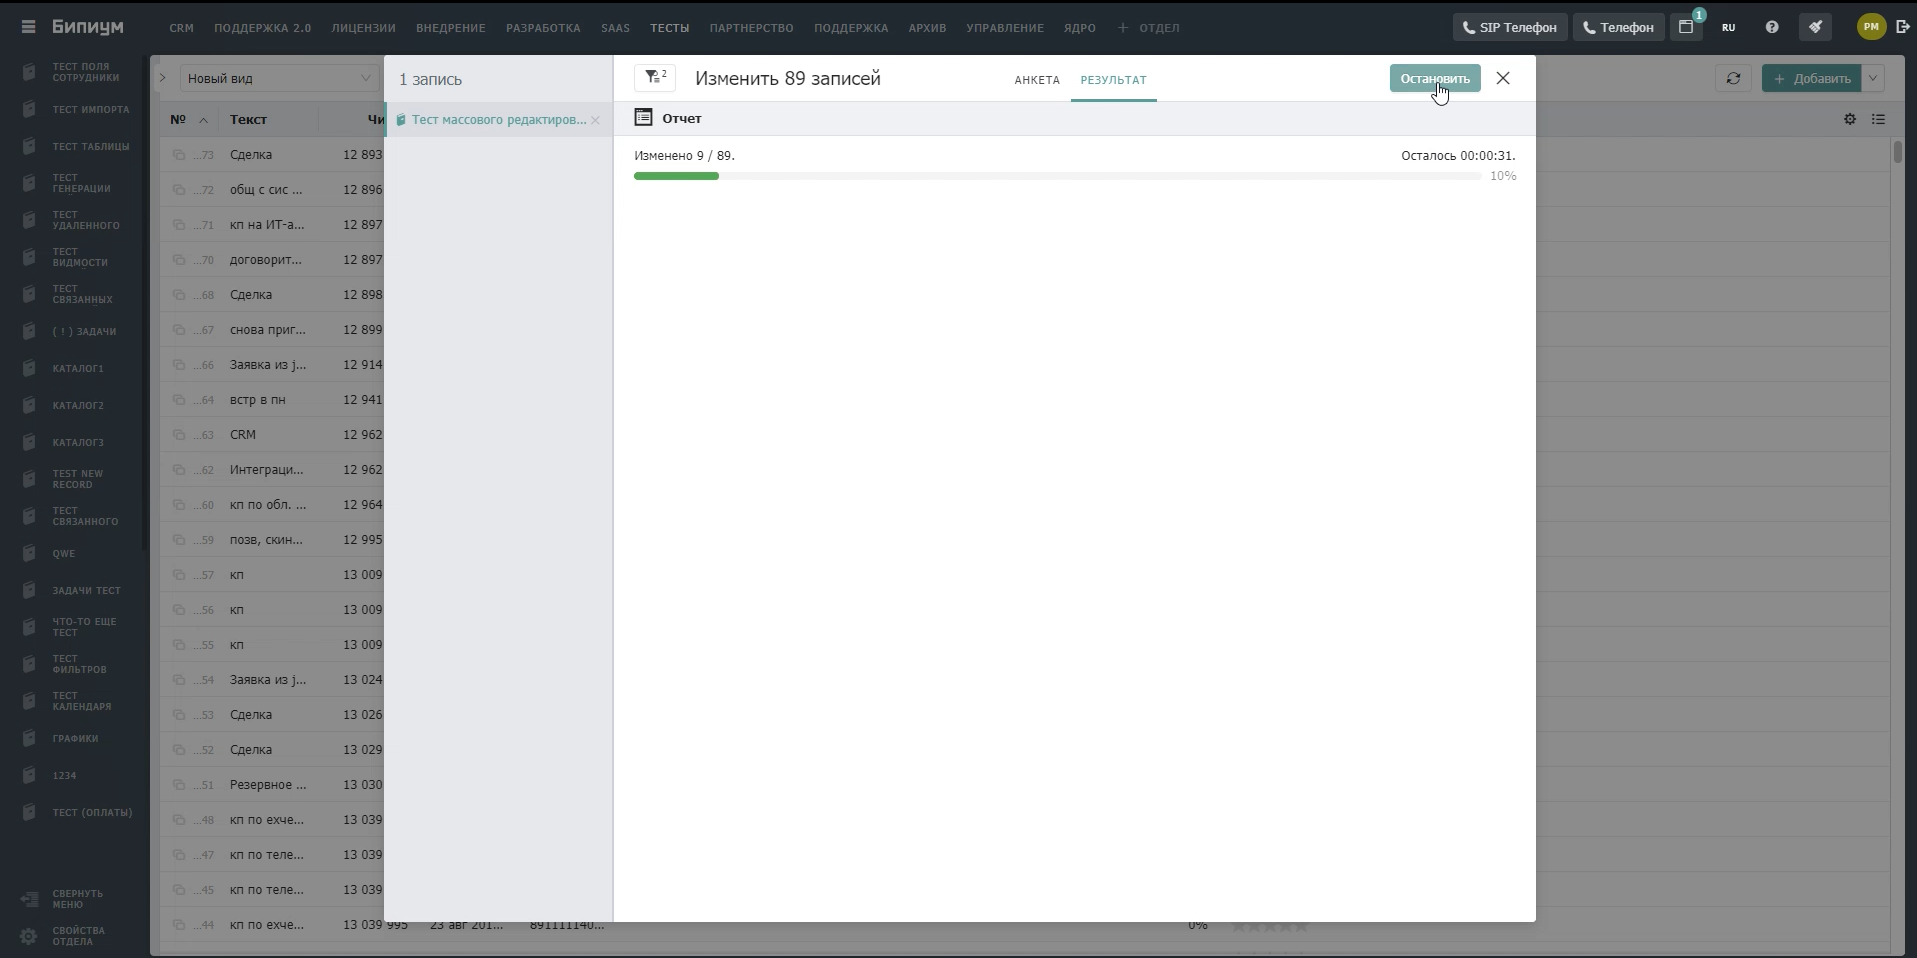 Бипиум
CRM ПОДДЕРЖКА 2.0 ЛИЦЕНЗИИ ВНЕДРЕНИЕ РАЗРАБОТКА SAAS ТЕСТЫ ПАРТНЕРСТВО ПОДДЕРЖКА АРХИВ УПРАВЛЕНИЕ ЯДРО + ОТДЕЛ
SIP Телефон
Телефон
1
RU
?
PM
ТЕСТ ПОЛЯ
СОТРУДНИКИ
ТЕСТ ИМПОРТА
ТЕСТ ТАБЛИЦЫ
ТЕСТ
ГЕНЕРАЦИИ
ТЕСТ
УДАЛЕННОГО
ТЕСТ
ВИДМОСТИ
ТЕСТ
СВЯЗАННЫХ
( ! ) ЗАДАЧИ
КАТАЛОГ1
КАТАЛОГ2
КАТАЛОГ3
TEST NEW
RECORD
ТЕСТ
СВЯЗАННОГО
QWE
ЗАДАЧИ ТЕСТ
ЧТО-ТО ЕЩЕ
ТЕСТ
ТЕСТ
ФИЛЬТРОВ
ТЕСТ
КАЛЕНДАРЯ
ГРАФИКИ
1234
ТЕСТ (ОПЛАТЫ)
СВЕРНУТЬ
МЕНЮ
СВОЙСТВА
ОТДЕЛА
Новый вид
+ Добавить
№ Текст Чи
...73 Сделка 12 893
...72 общ с сис ... 12 896
...71 кп на ИТ-а... 12 897
...70 договорит... 12 897
...68 Сделка 12 898
...67 снова приг... 12 899
...66 Заявка из j... 12 914
...64 встр в пн 12 941
...63 CRM 12 962
...62 Интеграци... 12 962
...60 кп по обл. ... 12 964
...59 позв, скин... 12 995
...57 кп 13 009
...56 кп 13 009
...55 кп 13 009
...54 Заявка из j... 13 024
...53 Сделка 13 026
...52 Сделка 13 029
...51 Резервное ... 13 030
...48 кп по ехче... 13 039
...47 кп по теле... 13 039
...45 кп по теле... 13 039
...44 кп по ехче... 13 039 995 23 авг 201... 891111140... 0%
1 запись
Тест массового редактиров...
2
Изменить 89 записей
АНКЕТА РЕЗУЛЬТАТ
Остановить
Отчет
Изменено 9 / 89.
Осталось 00:00:31.
10%